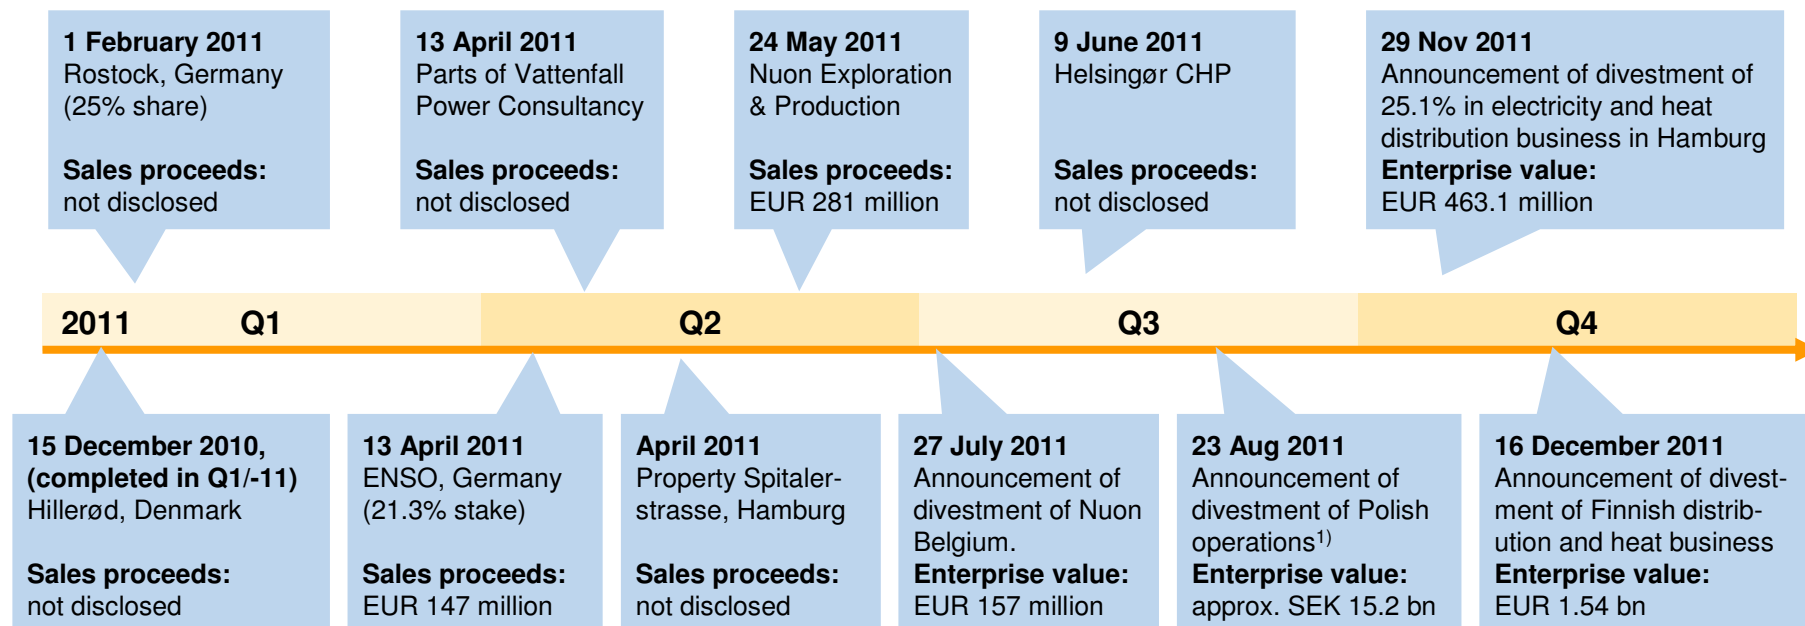 1 February 2011
Rostock, Germany
(25% share)
Sales proceeds:
not disclosed
13 April 2011
Parts of Vattenfall
Power Consultancy
Sales proceeds:
not disclosed
24 May 2011
Nuon Exploration
& Production
Sales proceeds:
EUR 281 million
9 June 2011
Helsingør CHP
Sales proceeds:
not disclosed
29 Nov 2011
Announcement of divestment of
25.1% in electricity and heat
distribution business in Hamburg
Enterprise value:
EUR 463.1 million
2011 Q1 Q2 Q3 Q4
15 December 2010,
(completed in Q1/-11)
Hillerød, Denmark
Sales proceeds:
not disclosed
13 April 2011
ENSO, Germany
(21.3% stake)
Sales proceeds:
EUR 147 million
April 2011
Property Spitaler-
strasse, Hamburg
Sales proceeds:
not disclosed
27 July 2011
Announcement of
divestment of Nuon
Belgium.
Enterprise value:
EUR 157 million
23 Aug 2011
Announcement of
divestment of Polish
operations1)
Enterprise value:
approx. SEK 15.2 bn
16 December 2011
Announcement of divest-
ment of Finnish distrib-
ution and heat business
Enterprise value:
EUR 1.54 bn